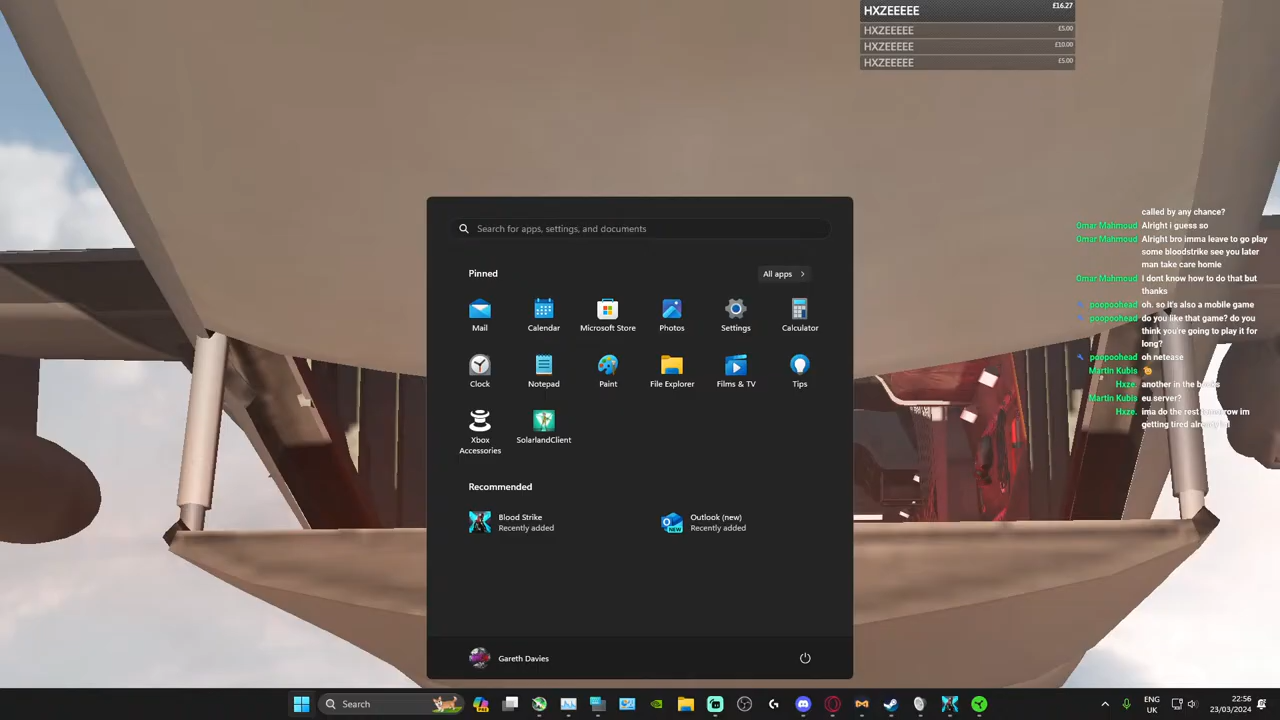 HXZEEEEE £16.27
HXZEEEEE £5.00
HXZEEEEE £10.00
HXZEEEEE £5.00
called by any chance?
Omar Mahmoud Alright i guess so
Omar Mahmoud Alright bro imma leave to go play
some bloodstrike see you later
man take care homie
Omar Mahmoud I dont know how to do that but
thanks
poopoohead oh. so it's also a mobile game
poopoohead do you like that game? do you
think you're going to play it for
long?
poopoohead oh netease
Martin Kubis
Hxze. another in the
Martin Kubis eu server?
Hxze. ima do the rest tomorrow im
getting tired already lol
Search for apps, settings, and documents
Pinned
All apps
Mail
Calendar
Microsoft Store
Photos
Settings
Calculator
Clock
Notepad
Paint
File Explorer
Films & TV
Tips
Xbox
Accessories
SolarlandClient
Recommended
Blood Strike
Recently added
Outlook (new)
Recently added
Gareth Davies
Search
ENG
UK
22:56
23/03/2024